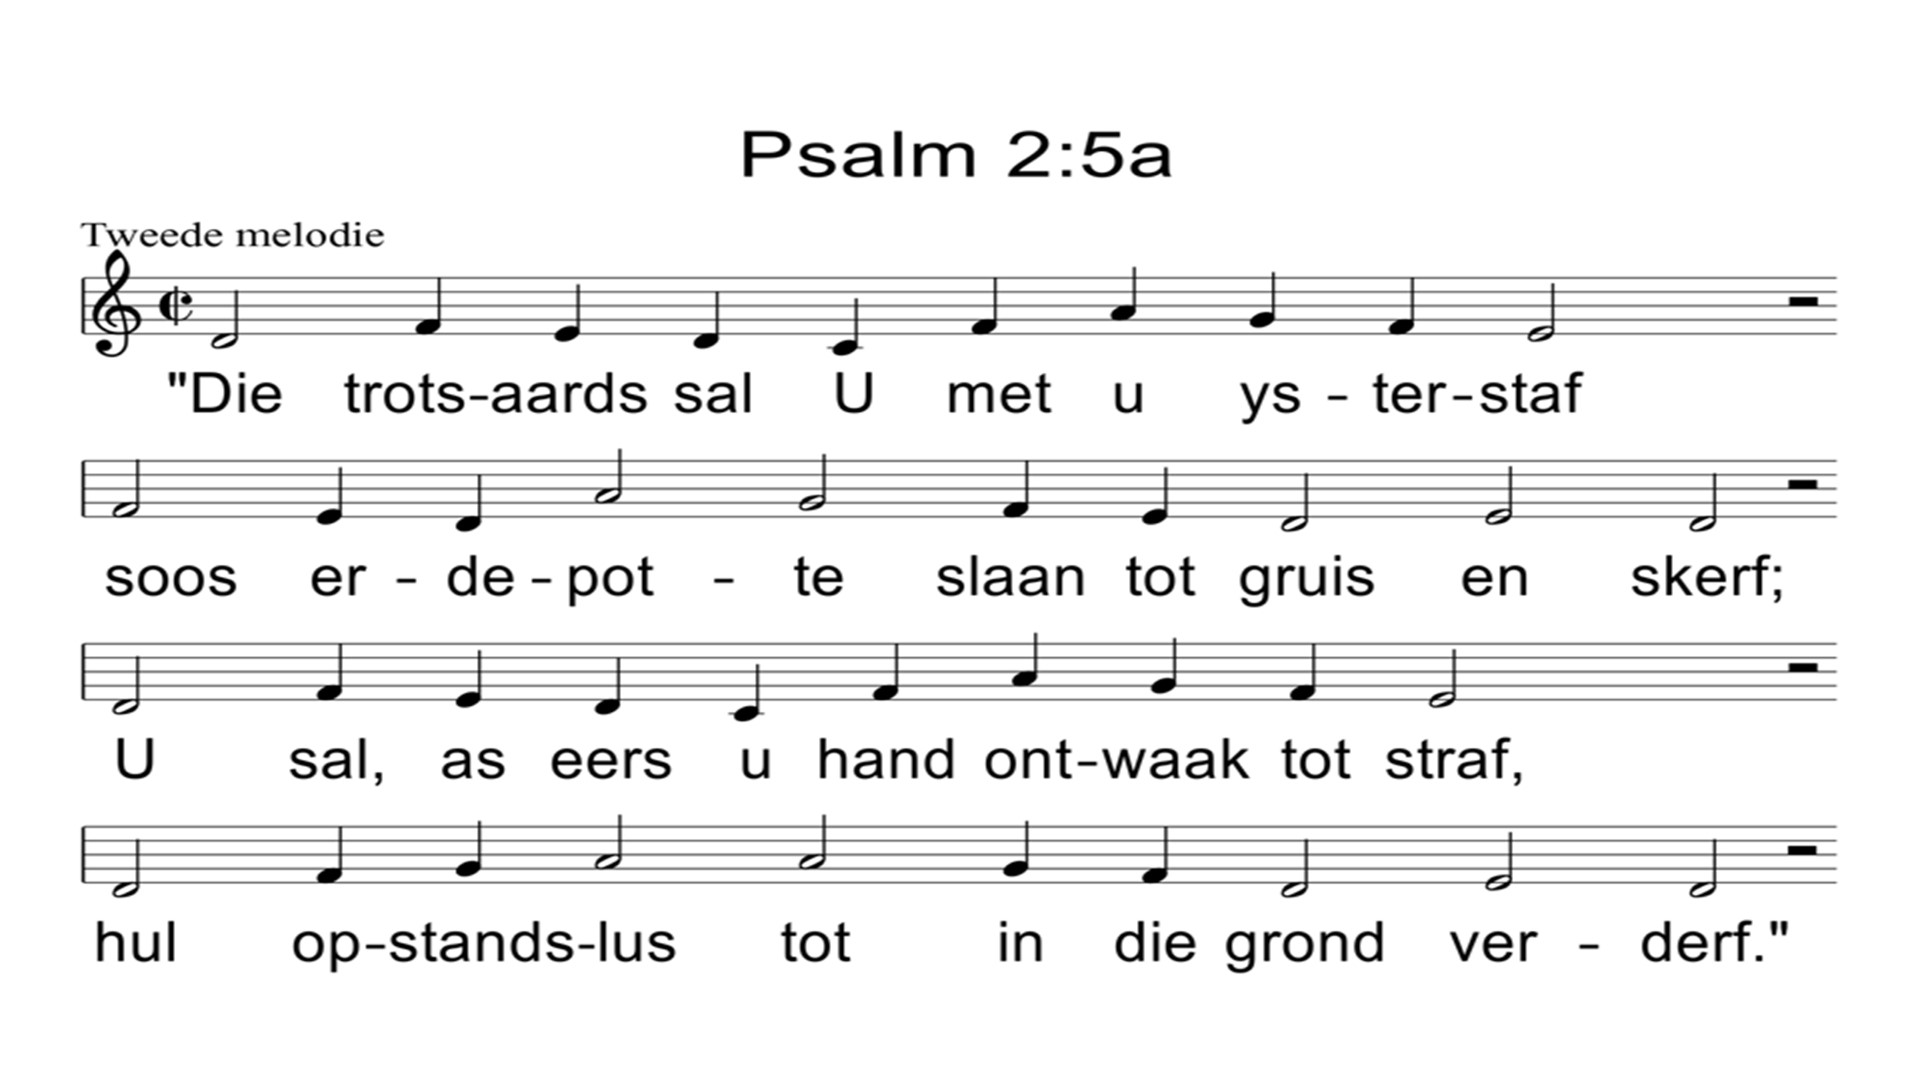 Psalm 2:5a
Tweede melodie
"Die trots-aards sal U met u ys - ter-staf
soos er - de - pot - te slaan tot gruis en skerf;
U sal, as eers u hand ont-waak tot straf,
hul op-stands-lus tot in die grond ver - derf."